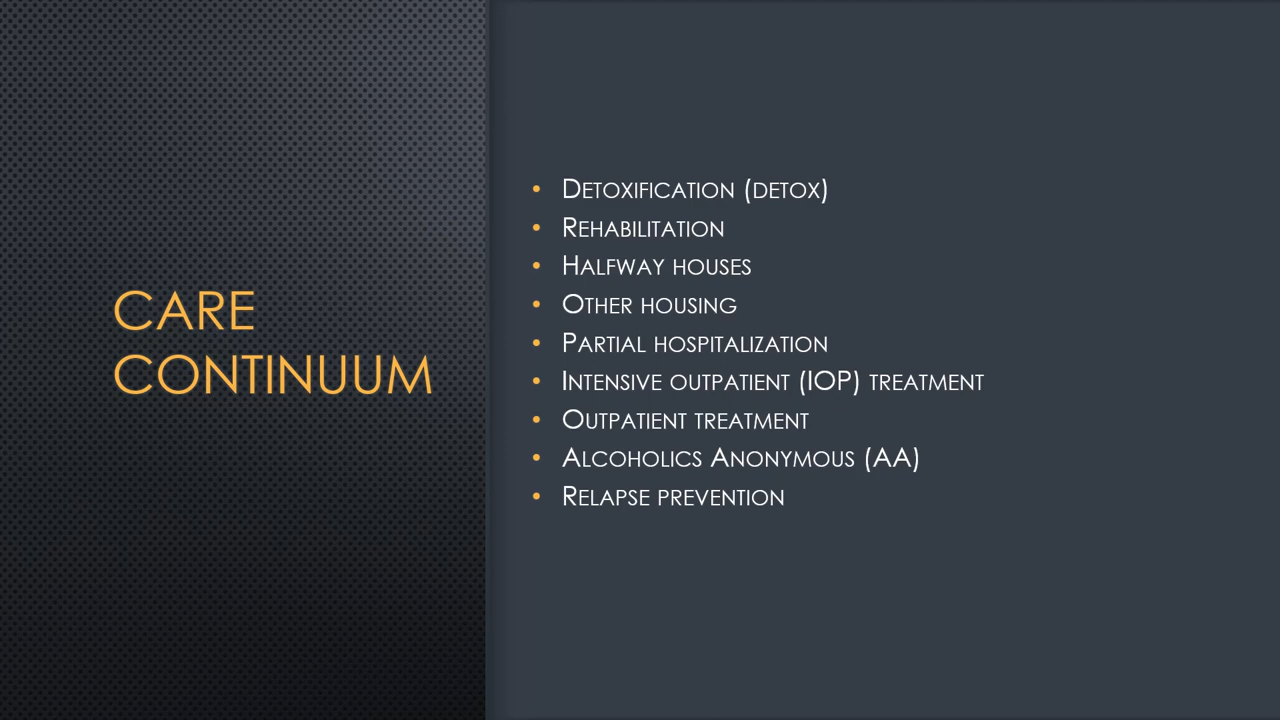 CARE
CONTINUUM
• Detoxification (detox)
• Rehabilitation
• Halfway houses
• Other housing
• Partial hospitalization
• Intensive outpatient (IOP) treatment
• Outpatient treatment
• Alcoholics Anonymous (AA)
• Relapse prevention